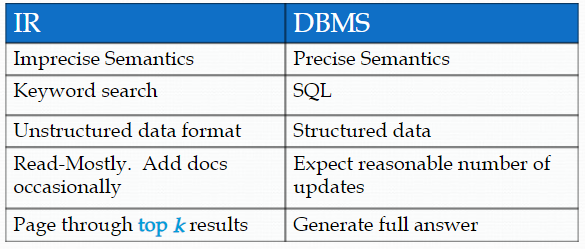 IR DBMS
Imprecise Semantics Precise Semantics
Keyword search SQL
Unstructured data format Structured data
Read-Mostly. Add docs Expect reasonable number of
occasionally updates
Page through top k results Generate full answer